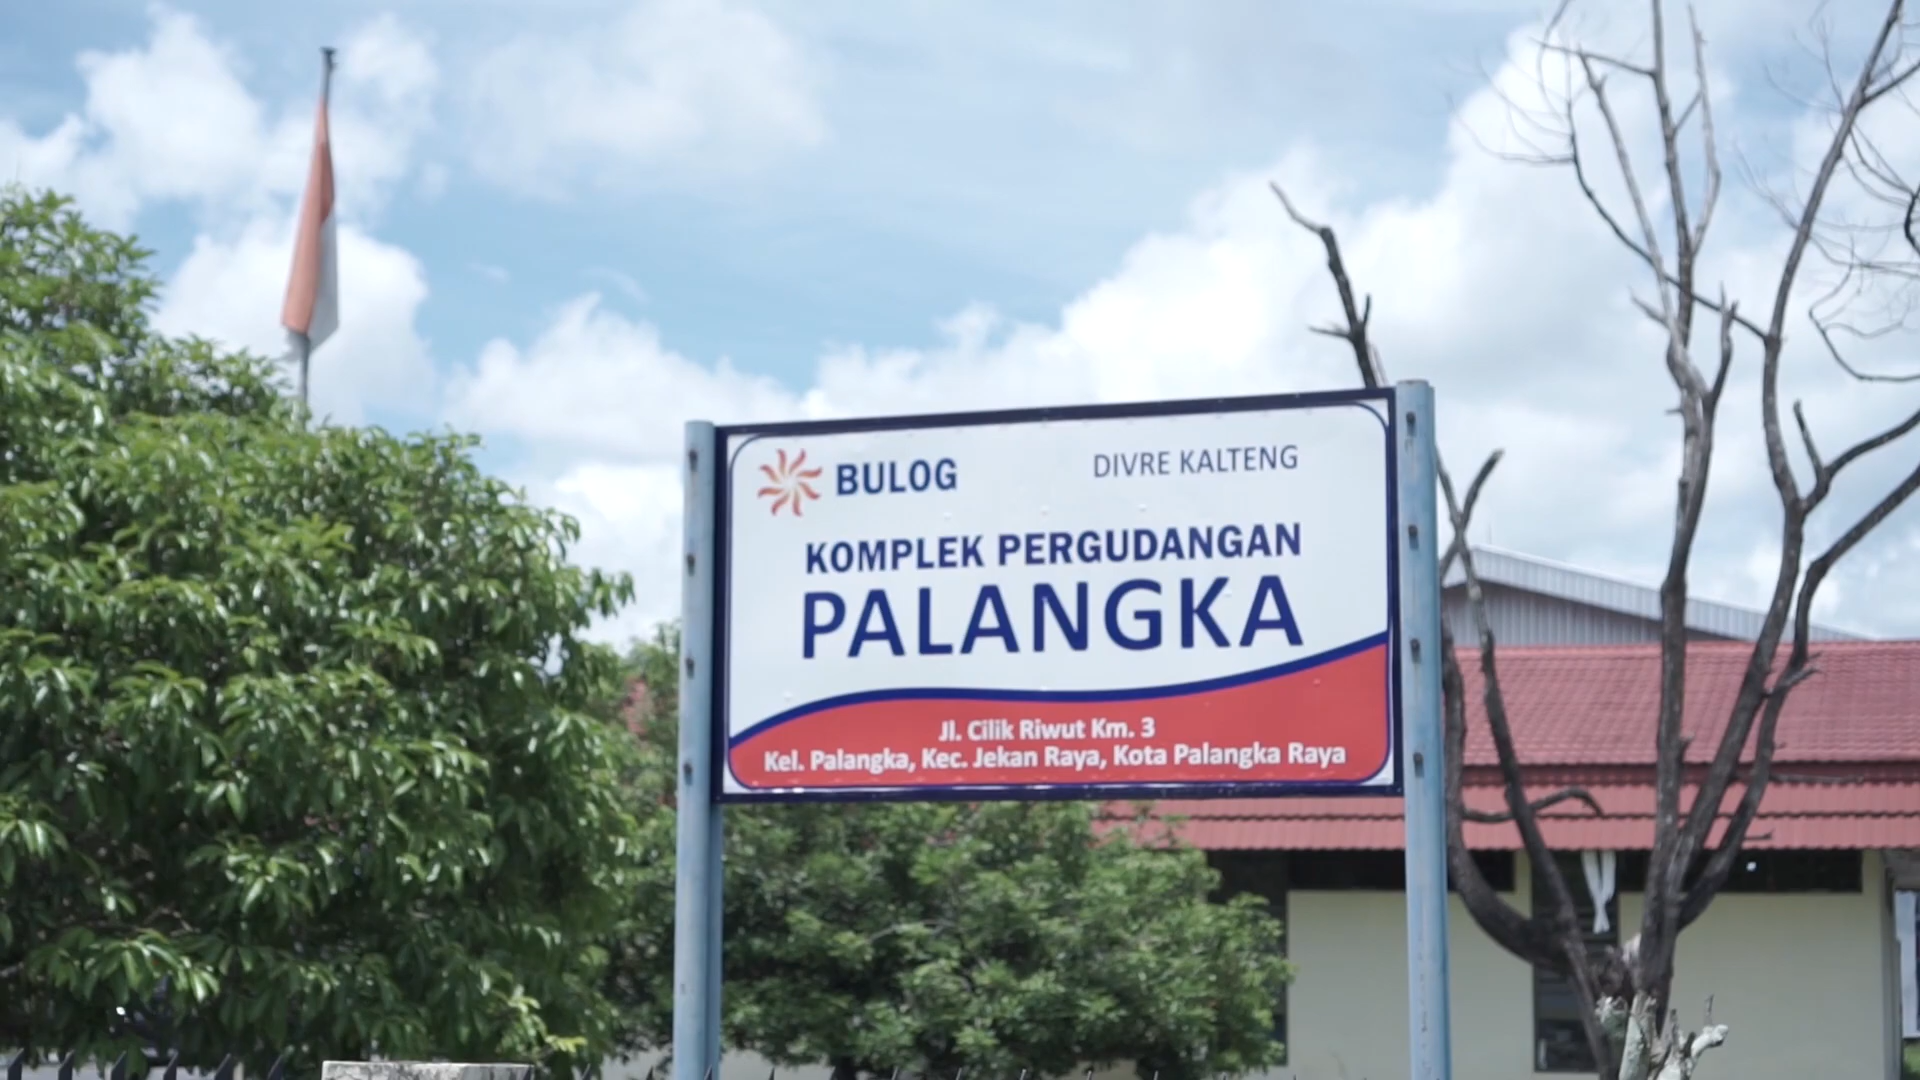 BULOG
DIVRE KALTENG
KOMPLEK PERGUDANGAN
PALANGKA
Jl. Cilik Riwut Km. 3
Kel. Palangka, Kec. Jekan Raya, Kota Palangka Raya